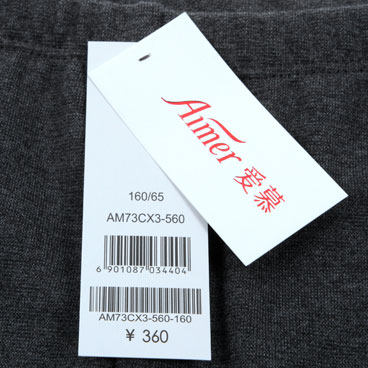 Aimer 爱慕
160/65
AM73CX3-560
6 901087 034404
AM73CX3-560-160
¥ 360